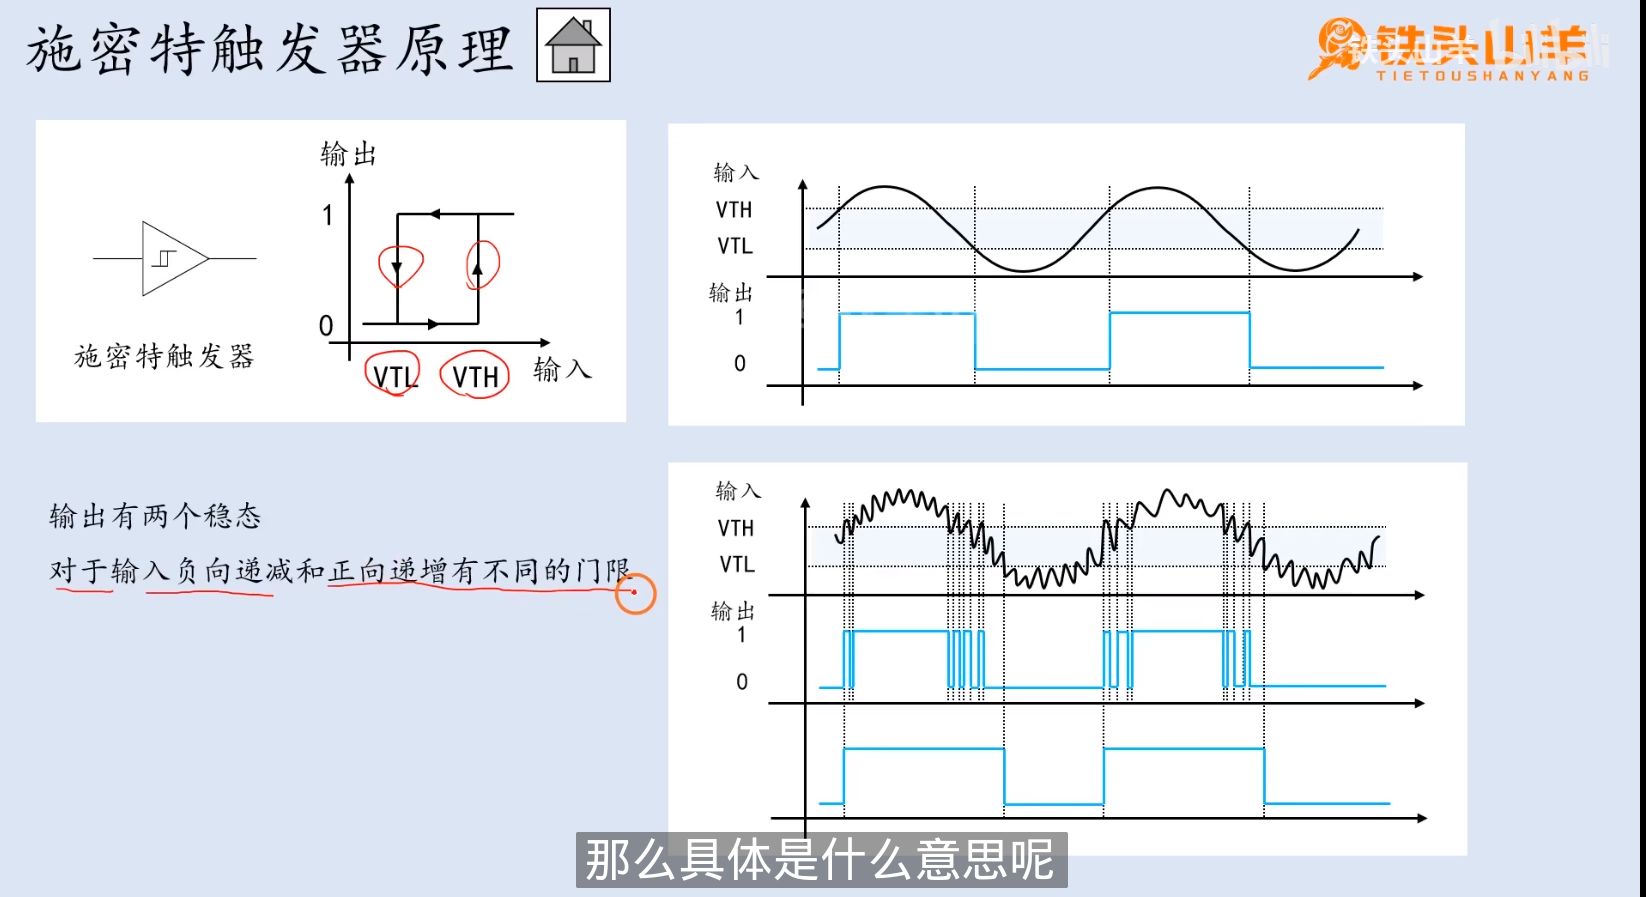 施密特触发器原理
铁头山羊
TIETOUSHANYANG
输出
1
0
VTL
VTH
输入
施密特触发器
输入
VTH
VTL
输出
1
0
输出有两个稳态
对于输入负向递减和正向递增有不同的门限
输入
VTH
VTL
输出
1
0
那么具体是什么意思呢